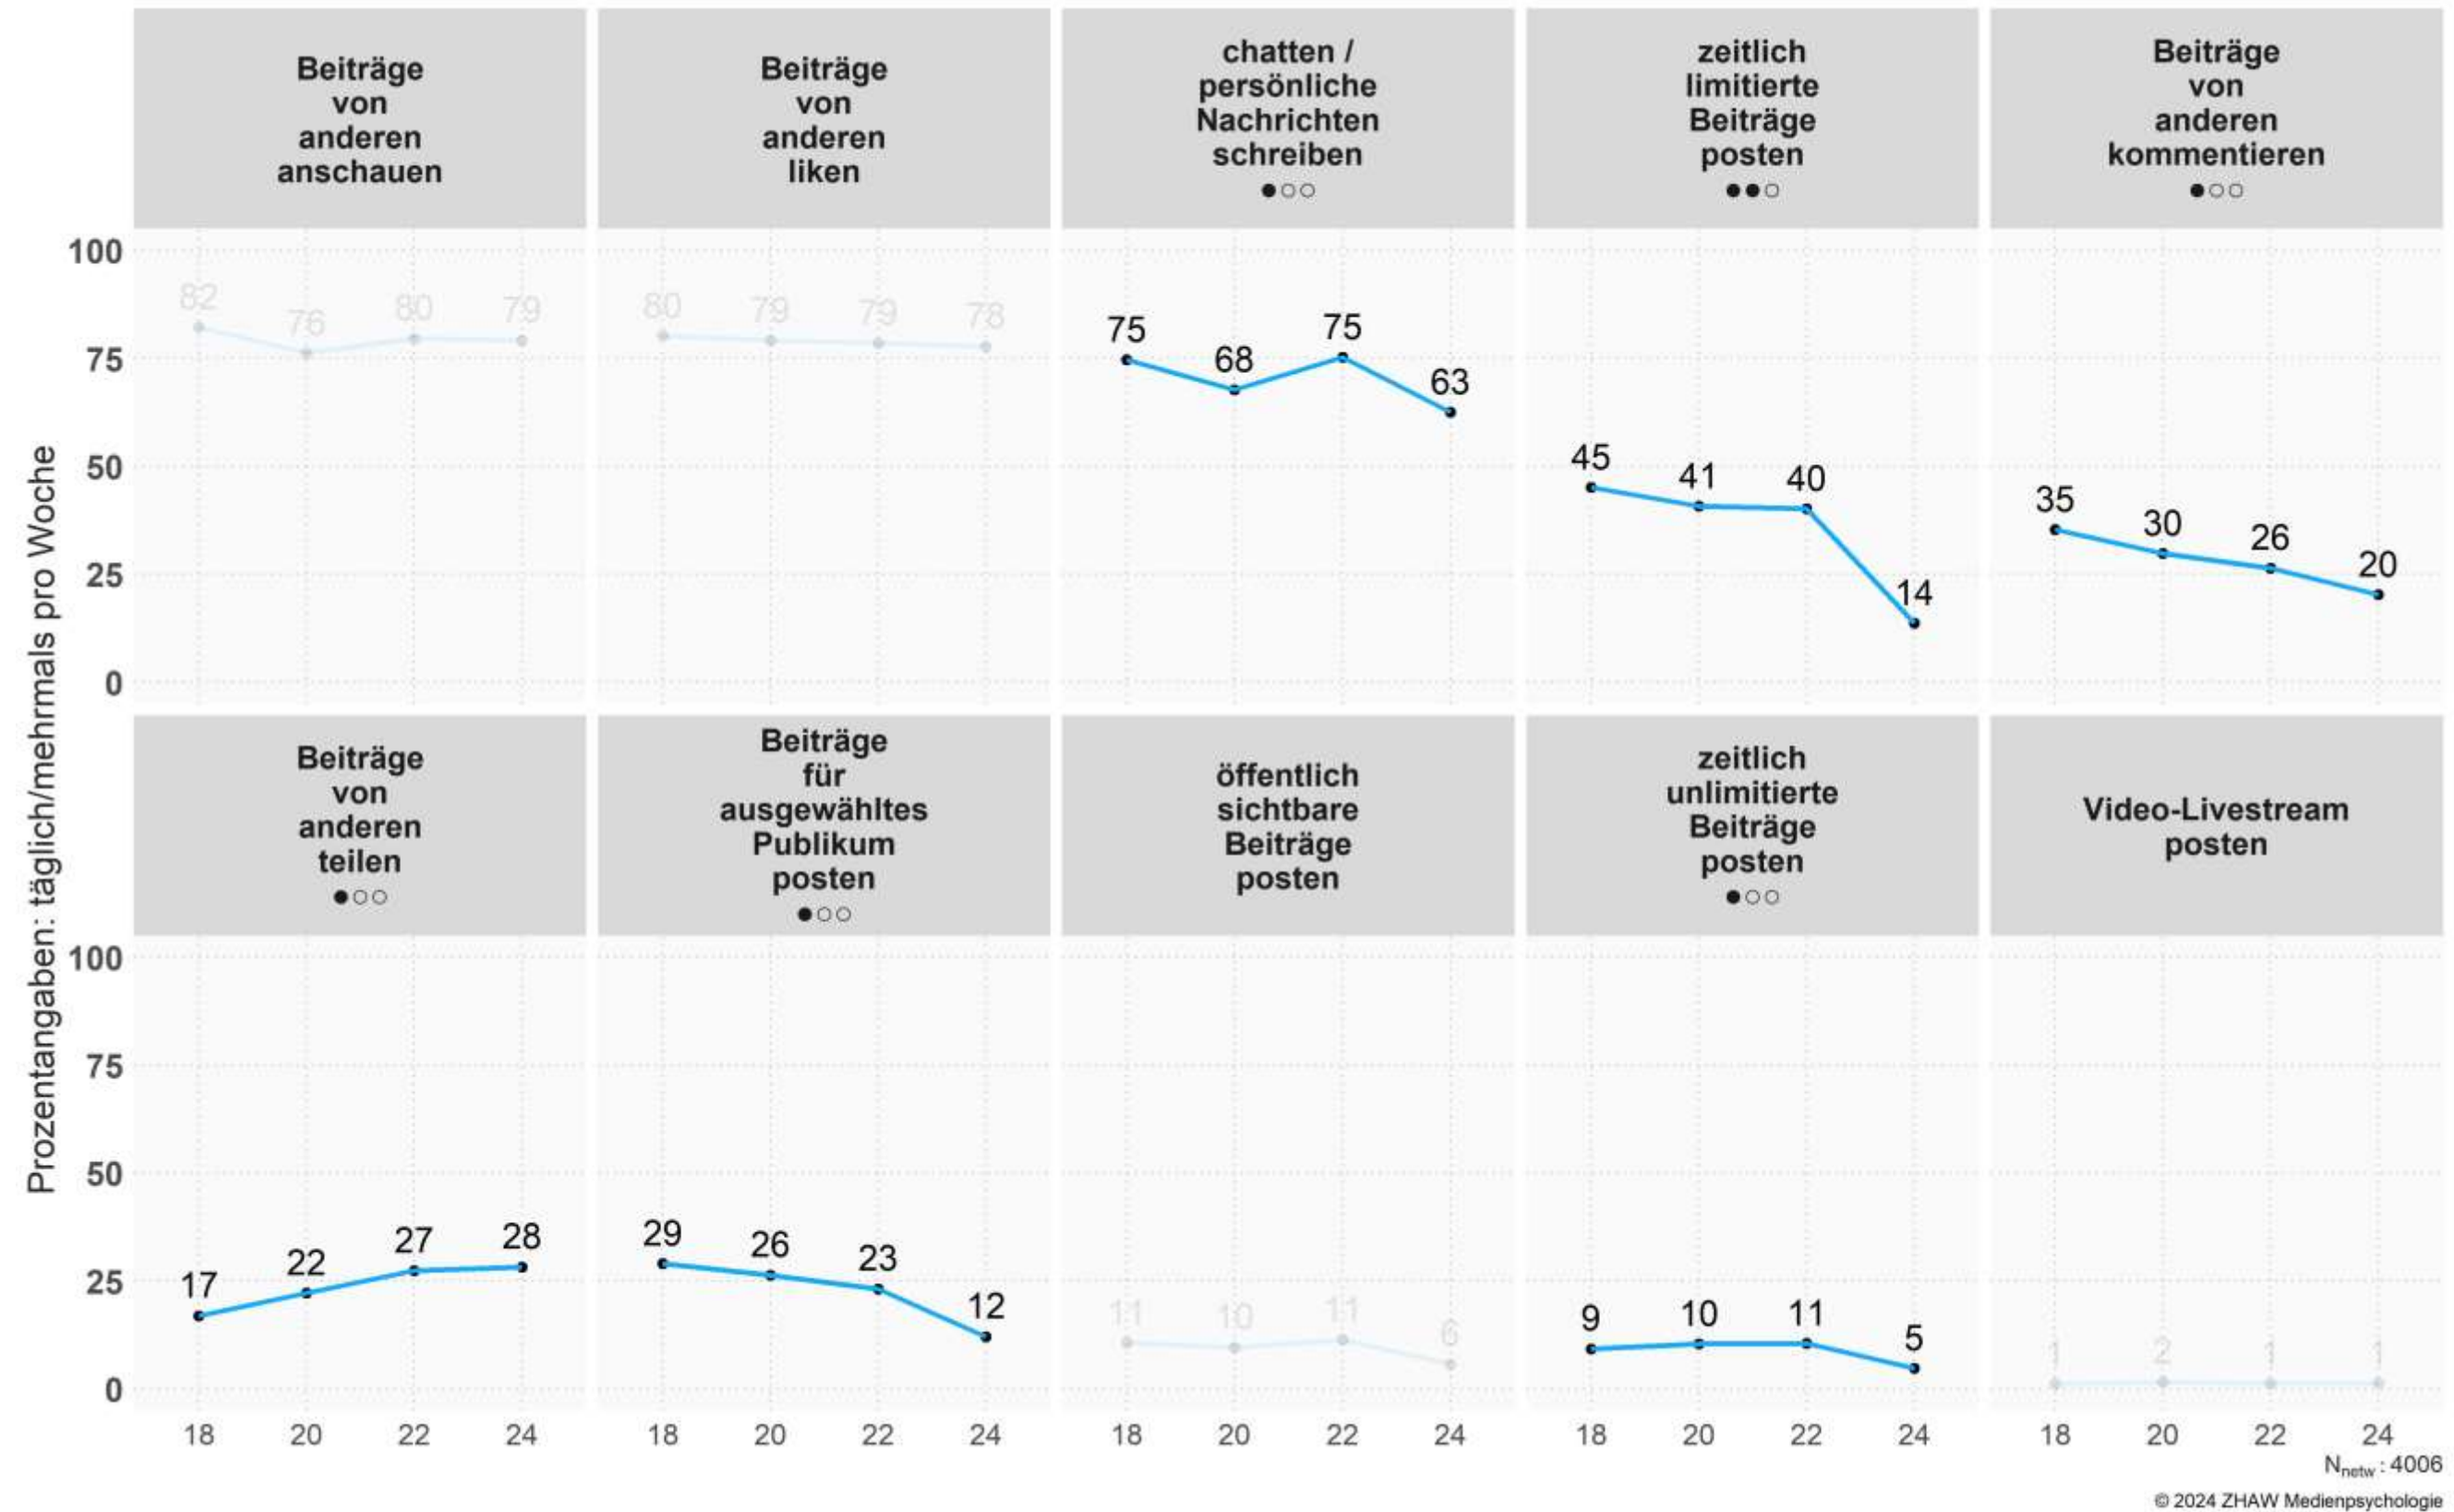 Beiträge
von
anderen
anschauen
Beiträge
von
anderen
liken
chatten /
persönliche
Nachrichten
schreiben
●○○
zeitlich
limitierte
Beiträge
posten
●●○
Beiträge
von
anderen
kommentieren
●○○
Prozentangaben: täglich/mehrmals pro Woche
100
75
50
25
0
82 76 80 79
80 79 79 78
75 68 75 63
45 41 40 14
35 30 26 20
Beiträge
von
anderen
teilen
●○○
Beiträge
für
ausgewähltes
Publikum
posten
●○○
öffentlich
sichtbare
Beiträge
posten
zeitlich
unlimitierte
Beiträge
posten
●○○
Video-Livestream
posten
100
75
50
25
0
17 22 27 28
29 26 23 12
11 10 11 6
9 10 11 5
1 2 1 1
18 20 22 24
18 20 22 24
18 20 22 24
18 20 22 24
18 20 22 24
Nnetw : 4006
© 2024 ZHAW Medienpsychologie